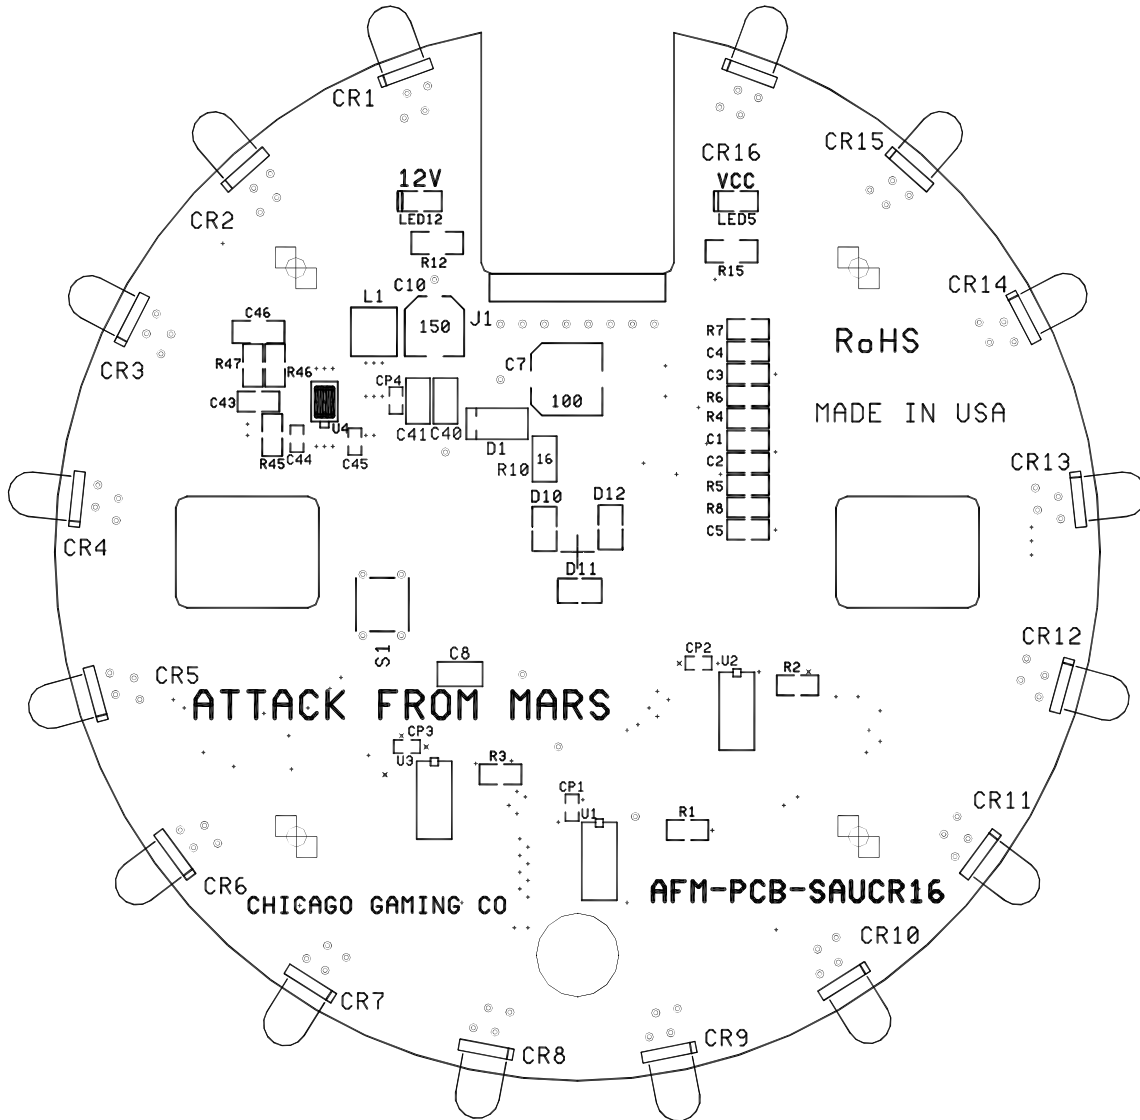 CR1
CR15
CR16
12V
VCC
LED12
LED5
CR2
R12
R15
C10
L1
150
J1
CR14
C46
R7
RoHS
CR3
R47
R46
C7
C4
CP4
C3
C43
100
R6
MADE IN USA
U4
R4
R45
C44
C45
C41
C40
D1
C1
R10
16
C2
CR13
R5
D10
D12
R8
CR4
C5
D11
S1
C8
CP2
U2
R2
CR12
CR5
ATTACK FROM MARS
CP3
U3
R3
CP1
U1
R1
CR11
CR6
CHICAGO GAMING CO
AFM-PCB-SAUCR16
CR10
CR7
CR8
CR9